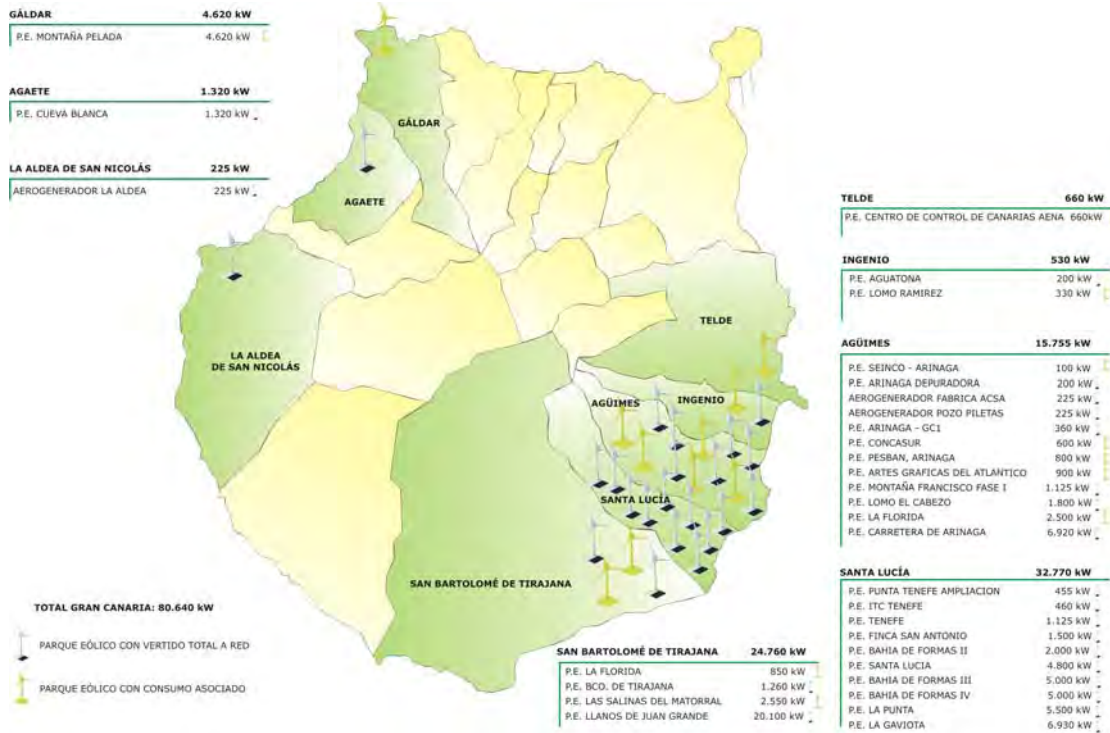 GÁLDAR 4.620 kW
P.E. MONTAÑA PELADA 4.620 kW
AGAETE 1.320 kW
P.E. CUEVA BLANCA 1.320 kW
LA ALDEA DE SAN NICOLÁS 225 kW
AEROGENERADOR LA ALDEA 225 kW
GÁLDAR
AGAETE
LA ALDEA
DE SAN NICOLÁS
TELDE
AGÜIMES
INGENIO
SANTA LUCÍA
SAN BARTOLOMÉ DE TIRAJANA
TELDE 660 kW
P.E. CENTRO DE CONTROL DE CANARIAS AENA 660kW
INGENIO 530 kW
P.E. AGUATONA 200 kW
P.E. LOMO RAMIREZ 330 kW
AGÜIMES 15.755 kW
P.E. SEINCO - ARINAGA 100 kW
P.E. ARINAGA DEPURADORA 200 kW
AEROGENERADOR FABRICA ACSA 225 kW
AEROGENERADOR POZO PILETAS 225 kW
P.E. ARINAGA - GC1 360 kW
P.E. CONCASUR 600 kW
P.E. PESBAN, ARINAGA 800 kW
P.E. ARTES GRAFICAS DEL ATLANTICO 900 kW
P.E. MONTAÑA FRANCISCO FASE I 1.125 kW
P.E. LOMO EL CABEZO 1.800 kW
P.E. LA FLORIDA 2.500 kW
P.E. CARRETERA DE ARINAGA 6.920 kW
SANTA LUCÍA 32.770 kW
P.E. PUNTA TENEFE AMPLIACION 455 kW
P.E. ITC TENEFE 460 kW
P.E. TENEFE 1.125 kW
P.E. FINCA SAN ANTONIO 1.500 kW
P.E. BAHIA DE FORMAS II 2.000 kW
P.E. SANTA LUCIA 4.800 kW
P.E. BAHIA DE FORMAS III 5.000 kW
P.E. BAHIA DE FORMAS IV 5.000 kW
P.E. LA PUNTA 5.500 kW
P.E. LA GAVIOTA 6.930 kW
SAN BARTOLOMÉ DE TIRAJANA 24.760 kW
P.E. LA FLORIDA 850 kW
P.E. BCO. DE TIRAJANA 1.260 kW
P.E. LAS SALINAS DEL MATORRAL 2.550 kW
P.E. LLANOS DE JUAN GRANDE 20.100 kW
TOTAL GRAN CANARIA: 80.640 kW
PARQUE EÓLICO CON VERTIDO TOTAL A RED
PARQUE EÓLICO CON CONSUMO ASOCIADO